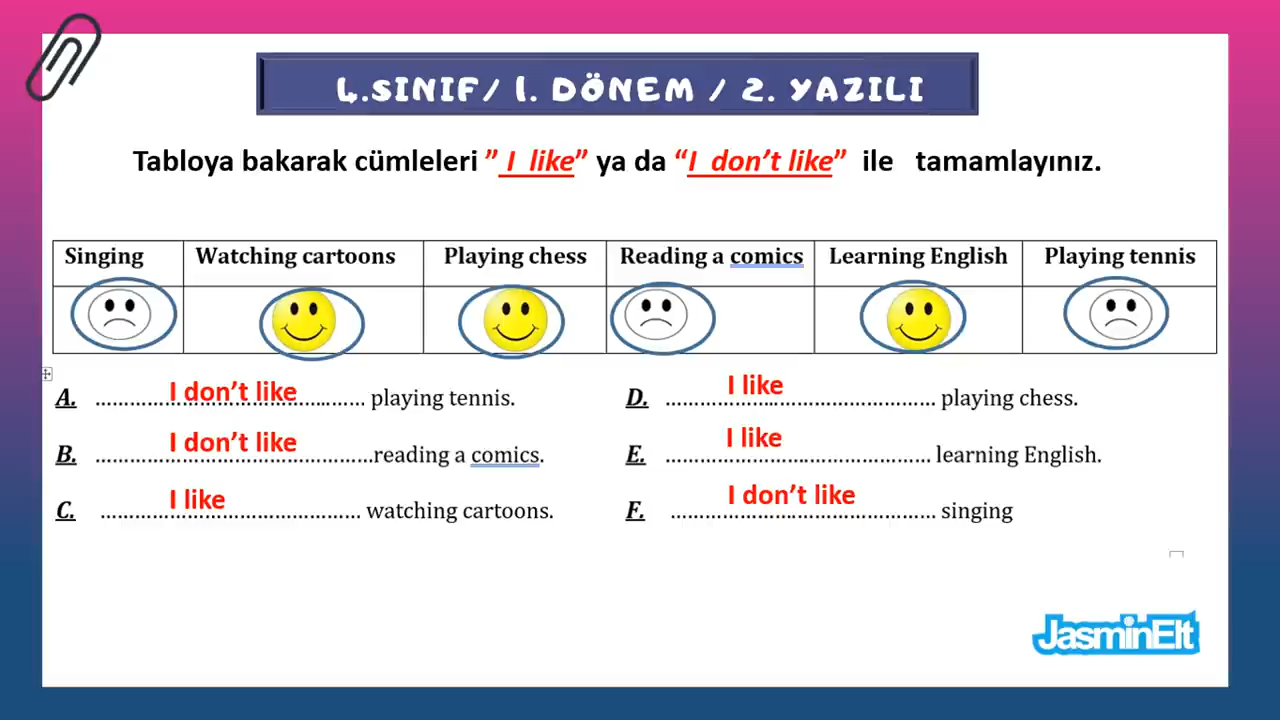 4.SINIF/ 1. DÖNEM / 2. YAZILI
Tabloya bakarak cümleleri ” I like” ya da “I don’t like” ile tamamlayınız.
Singing Watching cartoons Playing chess Reading a comics Learning English Playing tennis
A. ..............I don’t like.............. playing tennis.
B. ..............I don’t like..............reading a comics.
C. ..............I like.............. watching cartoons.
D. ..............I like.............. playing chess.
E. ..............I like.............. learning English.
F. ..............I don’t like.............. singing
JasminElt